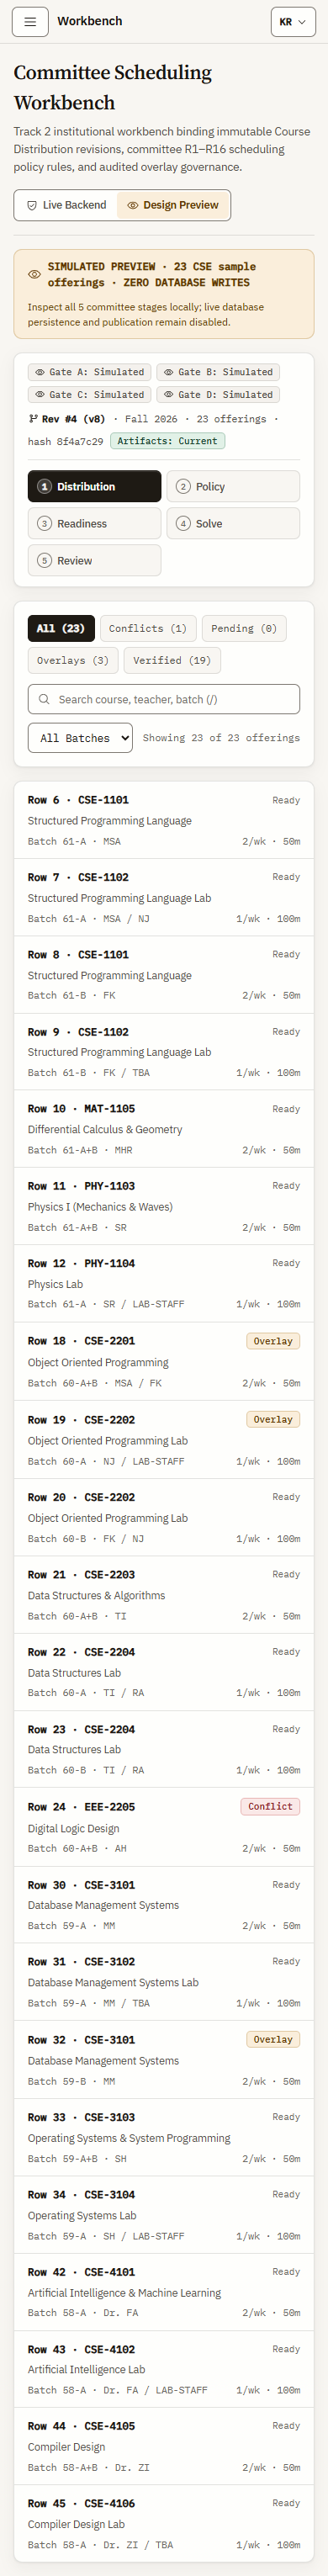 Workbench
KR
Committee Scheduling
Workbench
Track 2 institutional workbench binding immutable Course
Distribution revisions, committee R1–R16 scheduling
policy rules, and audited overlay governance.
Live Backend
Design Preview
SIMULATED PREVIEW · 23 CSE sample
offerings · ZERO DATABASE WRITES
Inspect all 5 committee stages locally; live database
persistence and publication remain disabled.
Gate A: Simulated
Gate B: Simulated
Gate C: Simulated
Gate D: Simulated
Rev #4 (v8) · Fall 2026 · 23 offerings ·
hash 8f4a7c29 Artifacts: Current
1 Distribution
2 Policy
3 Readiness
4 Solve
5 Review
All (23)
Conflicts (1)
Pending (0)
Overlays (3)
Verified (19)
Search course, teacher, batch (/)
All Batches
Showing 23 of 23 offerings
Row 6 · CSE-1101 Ready
Structured Programming Language
Batch 61-A · MSA 2/wk · 50m
Row 7 · CSE-1102 Ready
Structured Programming Language Lab
Batch 61-A · MSA / NJ 1/wk · 100m
Row 8 · CSE-1101 Ready
Structured Programming Language
Batch 61-B · FK 2/wk · 50m
Row 9 · CSE-1102 Ready
Structured Programming Language Lab
Batch 61-B · FK / TBA 1/wk · 100m
Row 10 · MAT-1105 Ready
Differential Calculus & Geometry
Batch 61-A+B · MHR 2/wk · 50m
Row 11 · PHY-1103 Ready
Physics I (Mechanics & Waves)
Batch 61-A+B · SR 2/wk · 50m
Row 12 · PHY-1104 Ready
Physics Lab
Batch 61-A · SR / LAB-STAFF 1/wk · 100m
Row 18 · CSE-2201 Overlay
Object Oriented Programming
Batch 60-A+B · MSA / FK 2/wk · 50m
Row 19 · CSE-2202 Overlay
Object Oriented Programming Lab
Batch 60-A · NJ / LAB-STAFF 1/wk · 100m
Row 20 · CSE-2202 Ready
Object Oriented Programming Lab
Batch 60-B · FK / NJ 1/wk · 100m
Row 21 · CSE-2203 Ready
Data Structures & Algorithms
Batch 60-A+B · TI 2/wk · 50m
Row 22 · CSE-2204 Ready
Data Structures Lab
Batch 60-A · TI / RA 1/wk · 100m
Row 23 · CSE-2204 Ready
Data Structures Lab
Batch 60-B · TI / RA 1/wk · 100m
Row 24 · EEE-2205 Conflict
Digital Logic Design
Batch 60-A+B · AH 2/wk · 50m
Row 30 · CSE-3101 Ready
Database Management Systems
Batch 59-A · MM 2/wk · 50m
Row 31 · CSE-3102 Ready
Database Management Systems Lab
Batch 59-A · MM / TBA 1/wk · 100m
Row 32 · CSE-3101 Overlay
Database Management Systems
Batch 59-B · MM 2/wk · 50m
Row 33 · CSE-3103 Ready
Operating Systems & System Programming
Batch 59-A+B · SH 2/wk · 50m
Row 34 · CSE-3104 Ready
Operating Systems Lab
Batch 59-A · SH / LAB-STAFF 1/wk · 100m
Row 42 · CSE-4101 Ready
Artificial Intelligence & Machine Learning
Batch 58-A · Dr. FA 2/wk · 50m
Row 43 · CSE-4102 Ready
Artificial Intelligence Lab
Batch 58-A · Dr. FA / LAB-STAFF 1/wk · 100m
Row 44 · CSE-4105 Ready
Compiler Design
Batch 58-A+B · Dr. ZI 2/wk · 50m
Row 45 · CSE-4106 Ready
Compiler Design Lab
Batch 58-A · Dr. ZI / TBA 1/wk · 100m